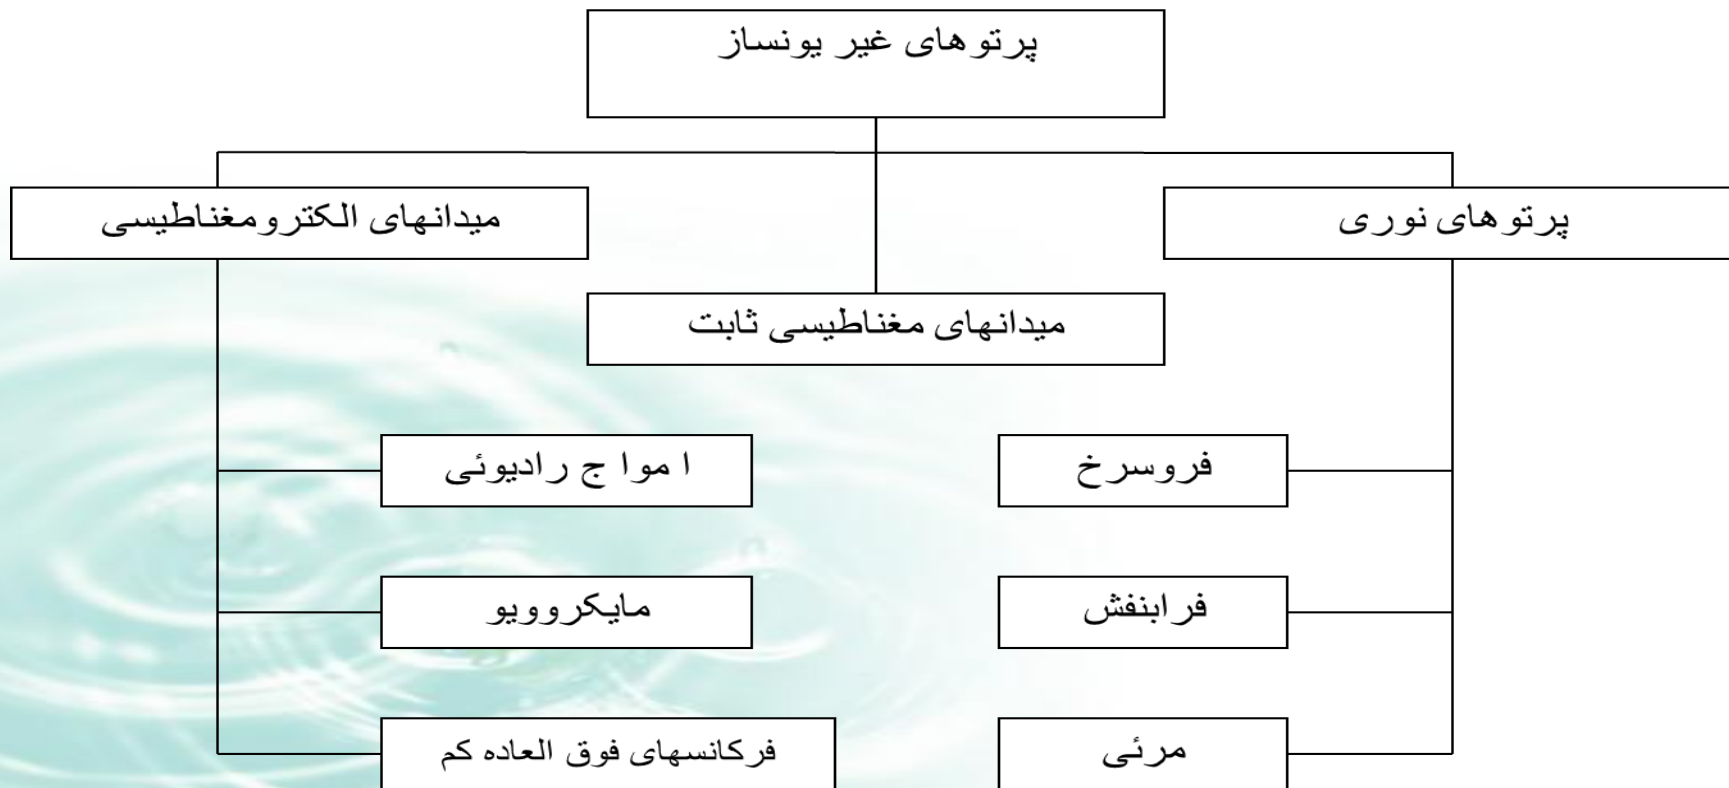 پرتوهای غیر یونساز
پرتوهای نوری
میدانهای الکترومغناطیسی
میدانهای مغناطیسی ثابت
فروسرخ
ا موا ج رادیوئی
فرابنفش
مایکروویو
مرئی
فرکانسهای فوق العاده کم